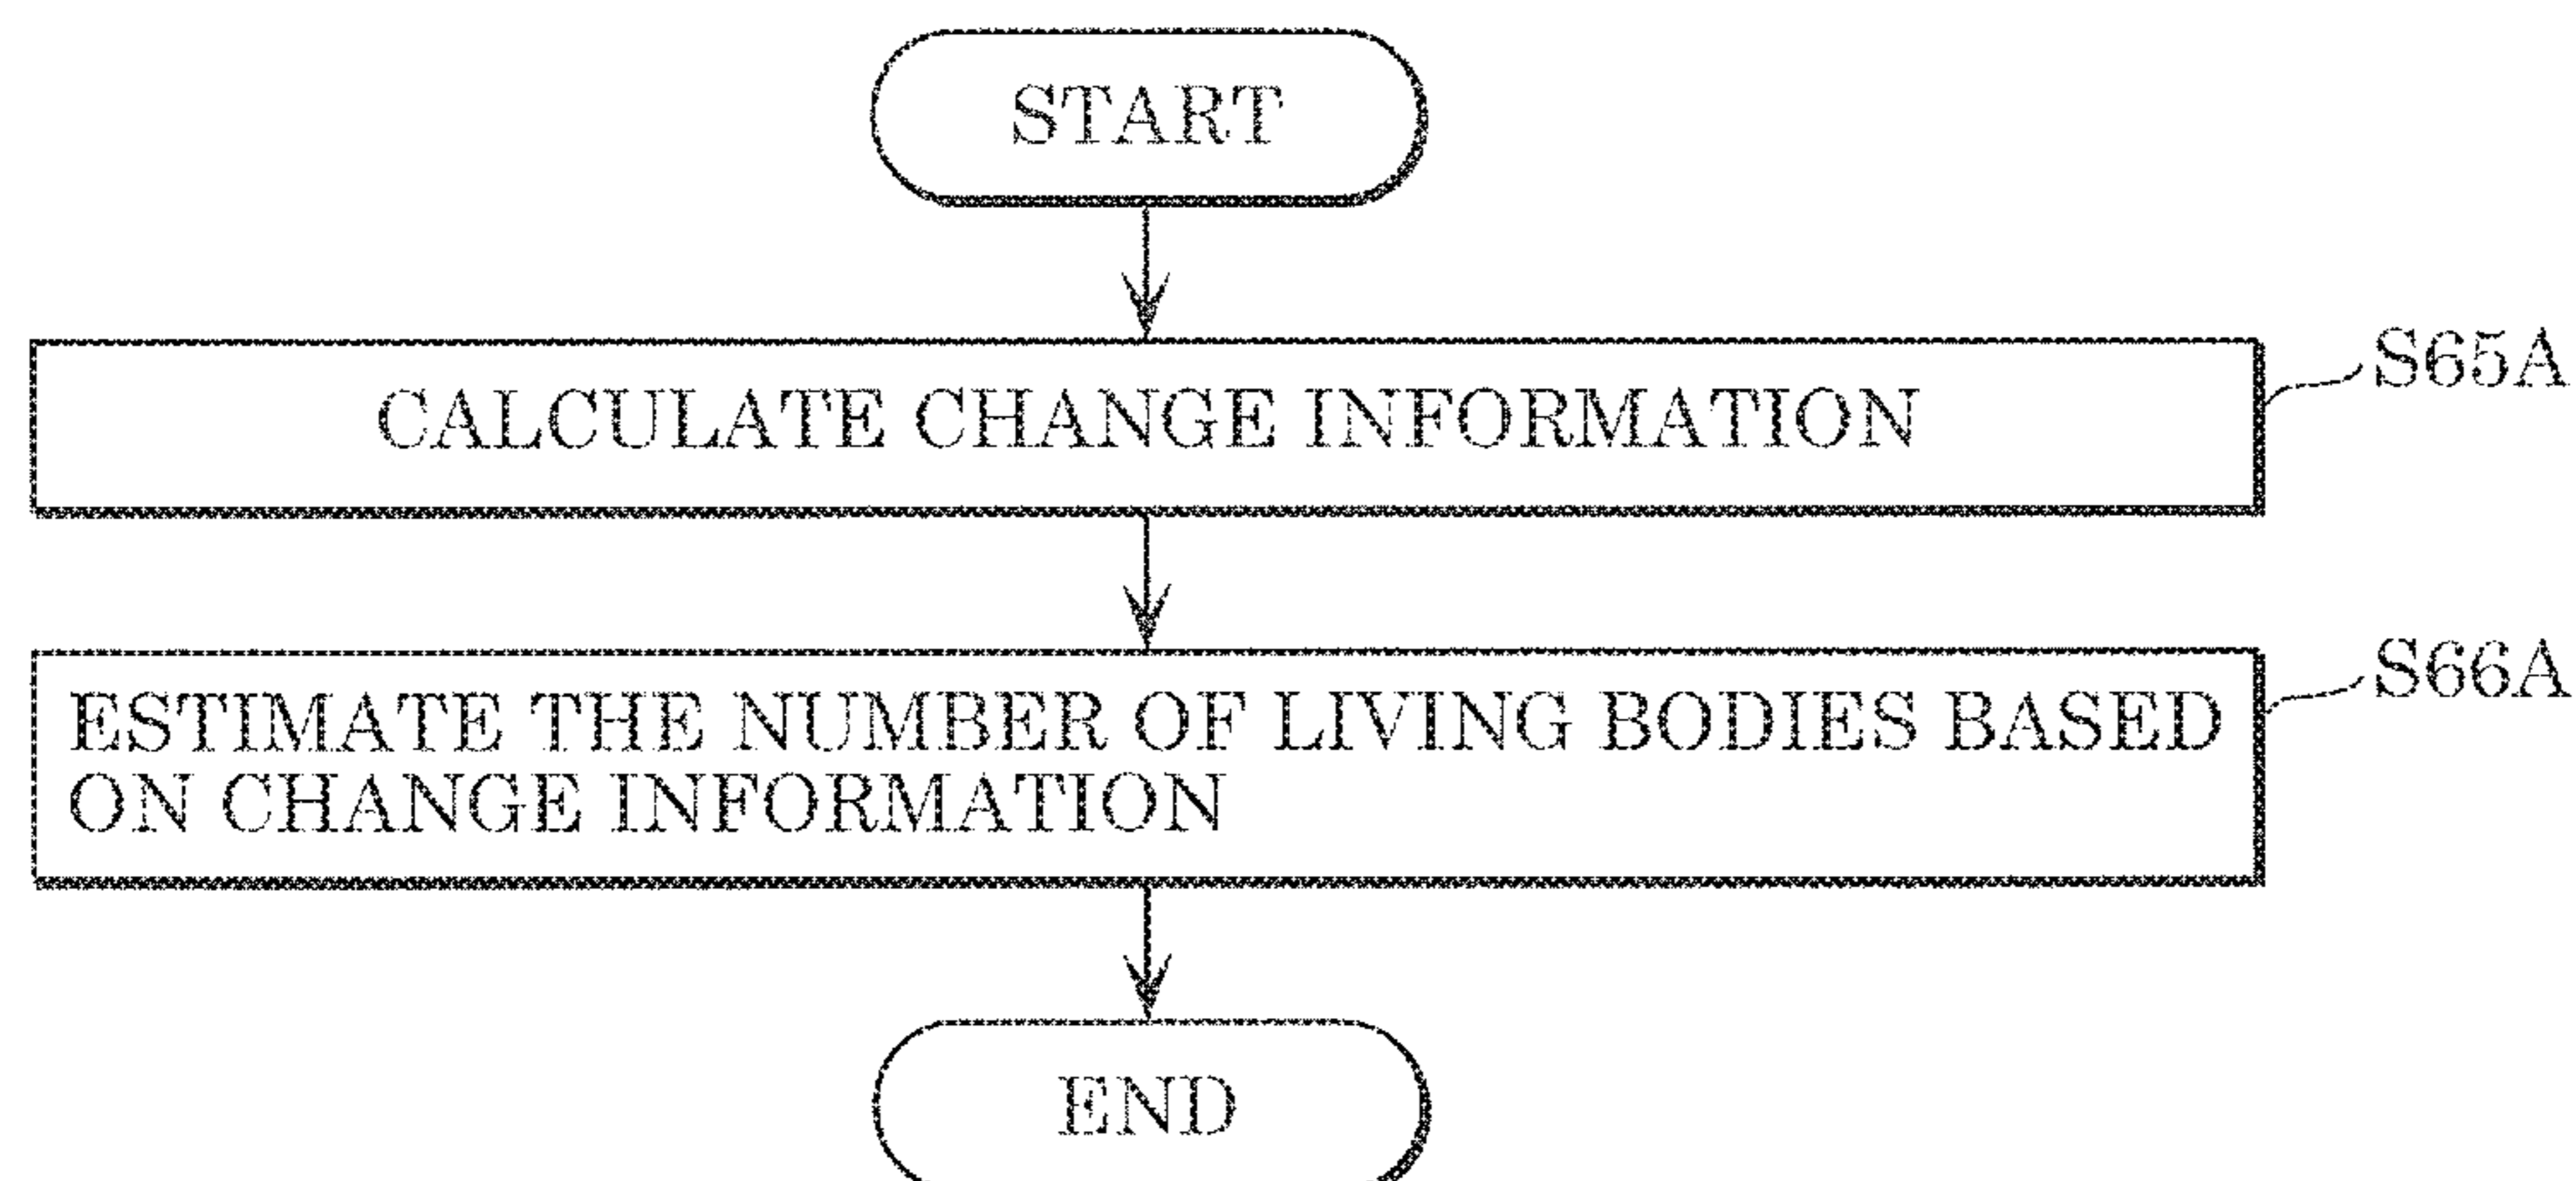 START
CALCULATE CHANGE INFORMATION
S65A
ESTIMATE THE NUMBER OF LIVING BODIES BASED
ON CHANGE INFORMATION
S66A
END